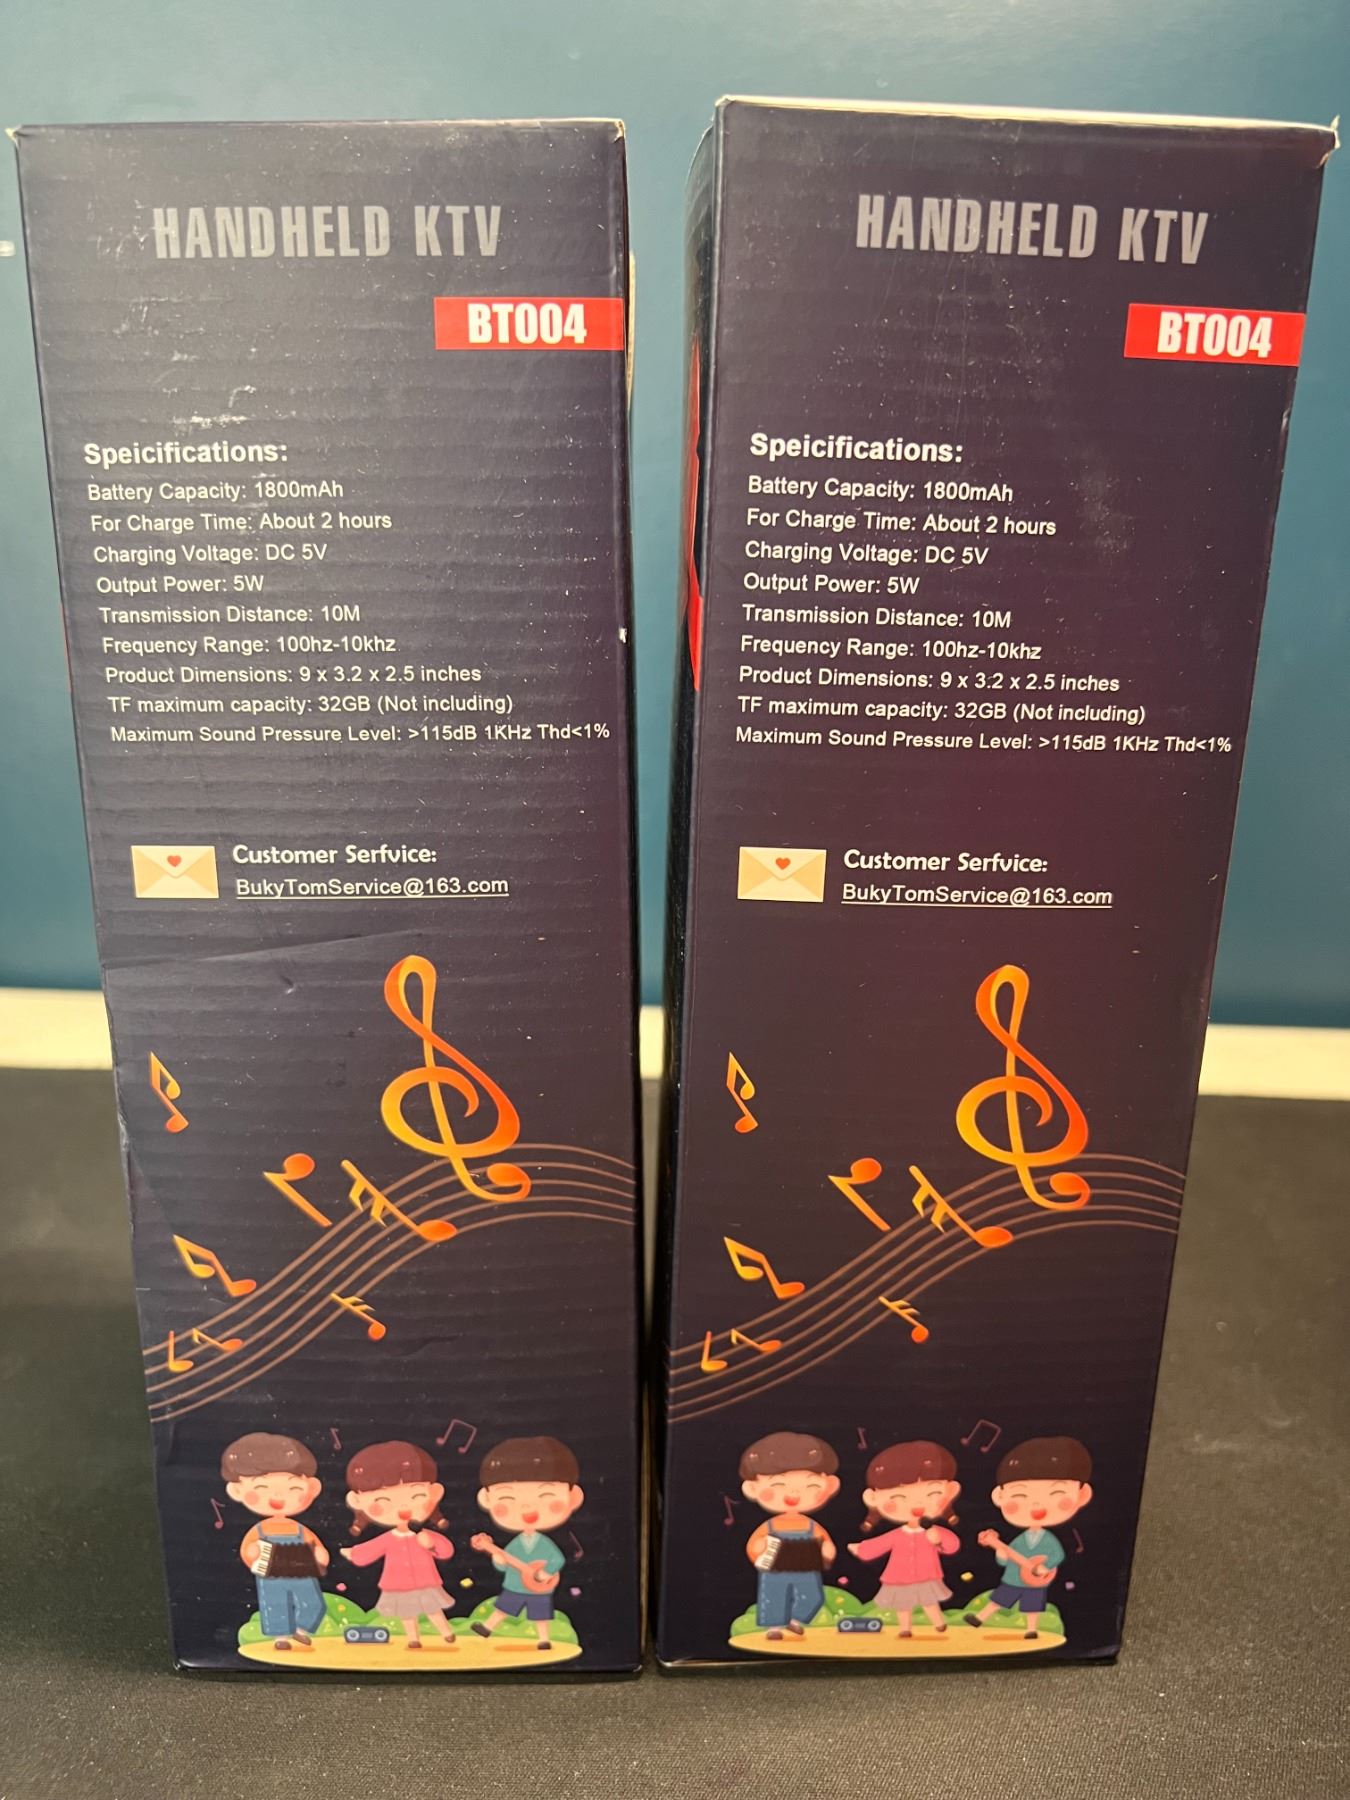 HANDHELD KTV
BT004
Speicifications:
Battery Capacity: 1800mAh
For Charge Time: About 2 hours
Charging Voltage: DC 5V
Output Power: 5W
Transmission Distance: 10M
Frequency Range: 100hz-10khz
Product Dimensions: 9 x 3.2 x 2.5 inches
TF maximum capacity: 32GB (Not including)
Maximum Sound Pressure Level: >115dB 1KHz Thd<1%
Customer Serfvice:
BukyTomService@163.com
HANDHELD KTV
BT004
Speicifications:
Battery Capacity: 1800mAh
For Charge Time: About 2 hours
Charging Voltage: DC 5V
Output Power: 5W
Transmission Distance: 10M
Frequency Range: 100hz-10khz
Product Dimensions: 9 x 3.2 x 2.5 inches
TF maximum capacity: 32GB (Not including)
Maximum Sound Pressure Level: >115dB 1KHz Thd<1%
Customer Serfvice:
BukyTomService@163.com